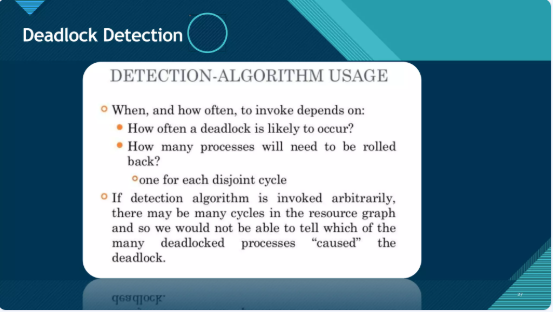 Deadlock Detection
DETECTION-ALGORITHM USAGE
When, and how often, to invoke depends on:
How often a deadlock is likely to occur?
How many processes will need to be rolled
back?
one for each disjoint cycle
If detection algorithm is invoked arbitrarily,
there may be many cycles in the resource graph
and so we would not be able to tell which of the
many deadlocked processes “caused” the
deadlock.